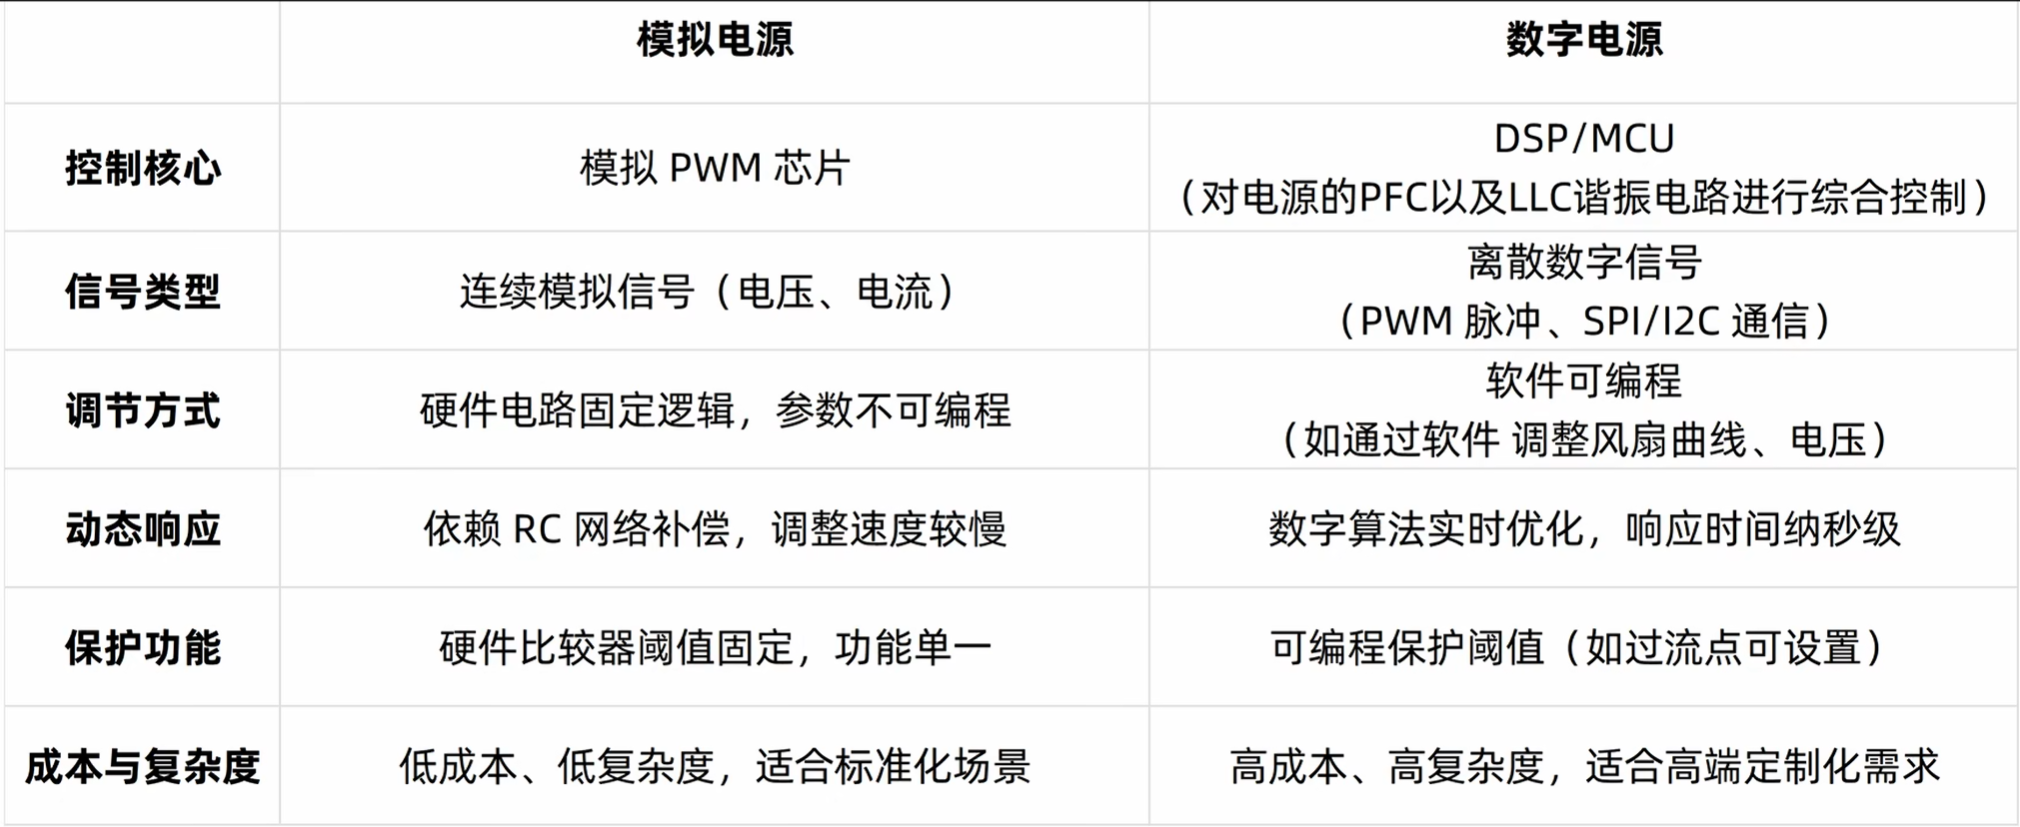 模拟电源
数字电源
控制核心
模拟 PWM 芯片
DSP/MCU
（对电源的PFC以及LLC谐振电路进行综合控制）
信号类型
连续模拟信号（电压、电流）
离散数字信号
（PWM 脉冲、SPI/I2C 通信）
调节方式
硬件电路固定逻辑，参数不可编程
软件可编程
（如通过软件 调整风扇曲线、电压）
动态响应
依赖 RC 网络补偿，调整速度较慢
数字算法实时优化，响应时间纳秒级
保护功能
硬件比较器阈值固定，功能单一
可编程保护阈值（如过流点可设置）
成本与复杂度
低成本、低复杂度，适合标准化场景
高成本、高复杂度，适合高端定制化需求